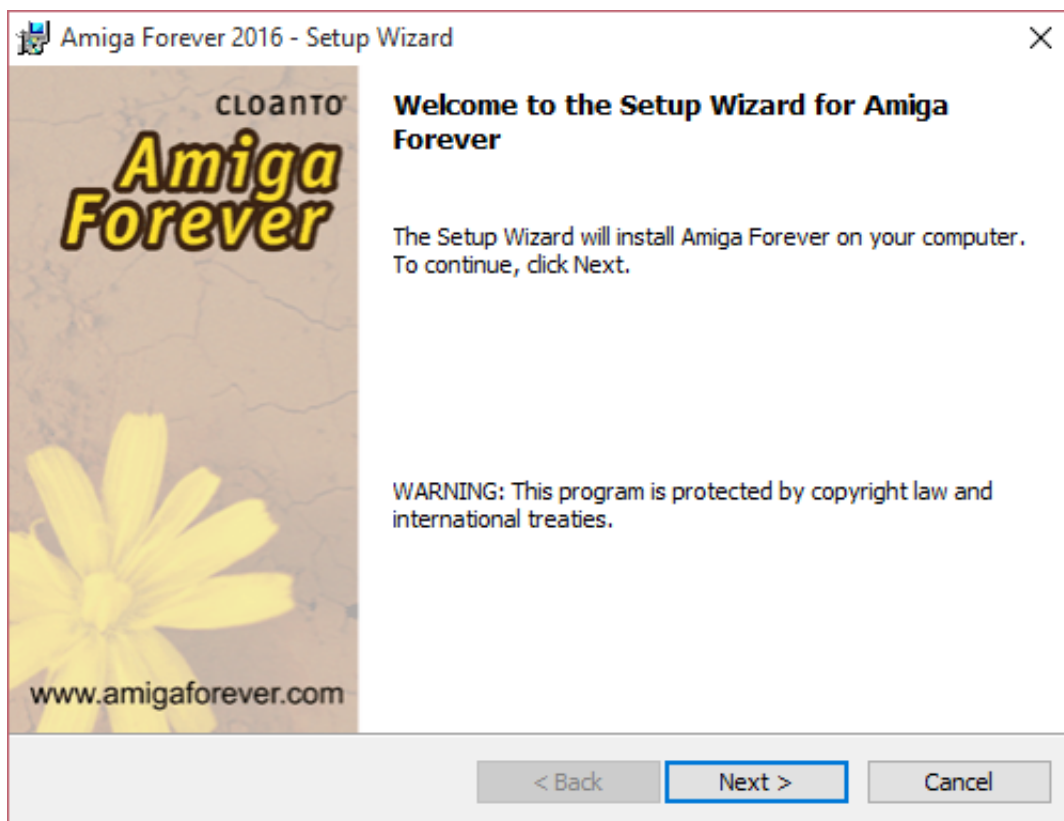 Amiga Forever 2016 - Setup Wizard
CLOANTO
Amiga
Forever
www.amigaforever.com
Welcome to the Setup Wizard for Amiga
Forever
The Setup Wizard will install Amiga Forever on your computer.
To continue, click Next.
WARNING: This program is protected by copyright law and
international treaties.
< Back
Next >
Cancel